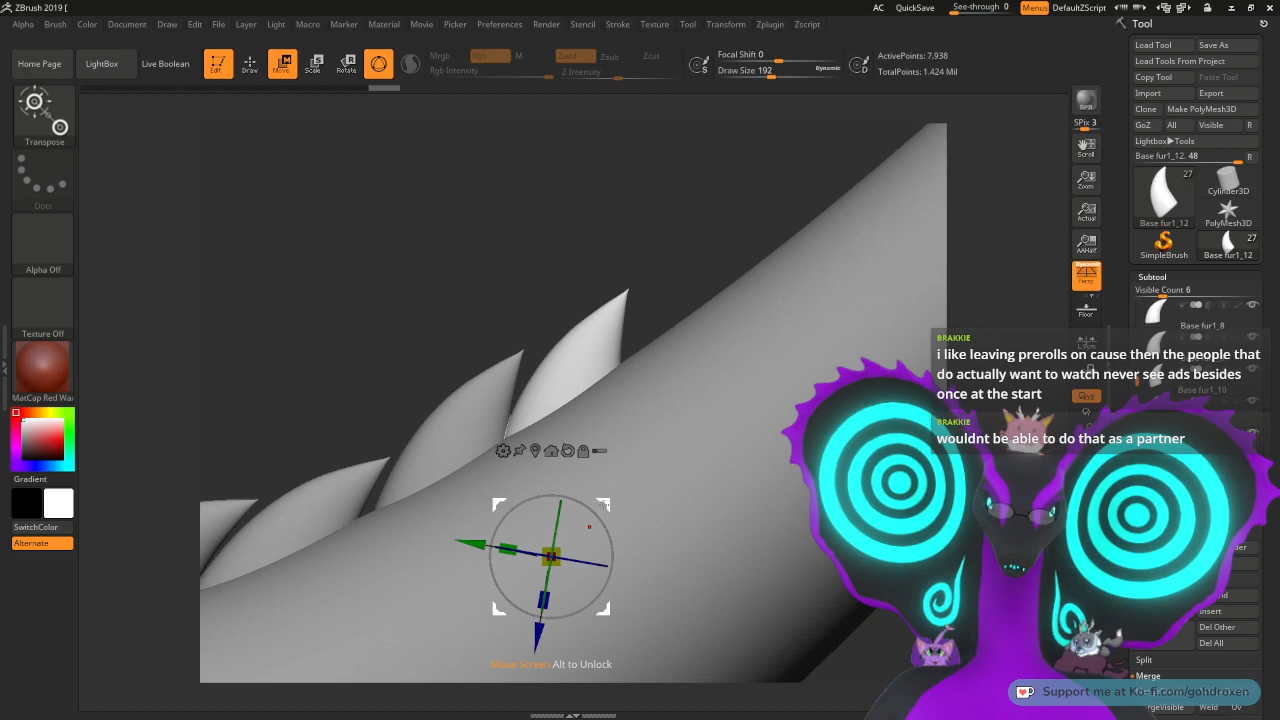 ZBrush 2019 [
AC QuickSave See-through 0 Menus DefaultZScript
Alpha Brush Color Document Draw Edit File Layer Light Macro Marker Material Movie Picker Preferences Render Stencil Stroke Texture Tool Transform Zplugin Zscript
Tool
Home Page LightBox Live Boolean
Edit Draw Move Scale Rotate
Mrgb Rgb M
Rgb Intensity
Zadd Zsub Zcut
Z Intensity
Focal Shift 0
Draw Size 192 Dynamic
ActivePoints: 7,938
TotalPoints: 1.424 Mil
Load Tool Save As
Load Tools From Project
Copy Tool Paste Tool
Import Export
Clone Make PolyMesh3D
GoZ All Visible R
Lightbox▶Tools
Base fur1_12. 48 R
27
Cylinder3D
Base fur1_12 PolyMesh3D
27
SimpleBrush Base fur1_12
Subtool
Visible Count 6
Base fur1_8
Base fur1_10
Insert
Del Other
Del All
Split
Merge
Weld Uv
Transpose
Dots
Alpha Off
Texture Off
MatCap Red Wax
Gradient
SwitchColor
Alternate
BPR
SPix 3
Scroll
Zoom
Actual
AAHalf
Dynamic
Persp
Floor
L.Sym
Move Screen Alt to Unlock
BRAKKIE
i like leaving prerolls on cause then the people that
do actually want to watch never see ads besides
once at the start
BRAKKIE
wouldnt be able to do that as a partner
Support me at Ko-fi.com/gohdroxen